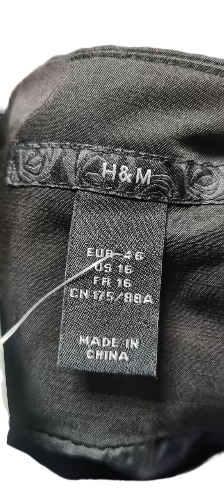 H&M
EUR 46
US 16
FR 16
CN 175/88A
MADE IN
CHINA